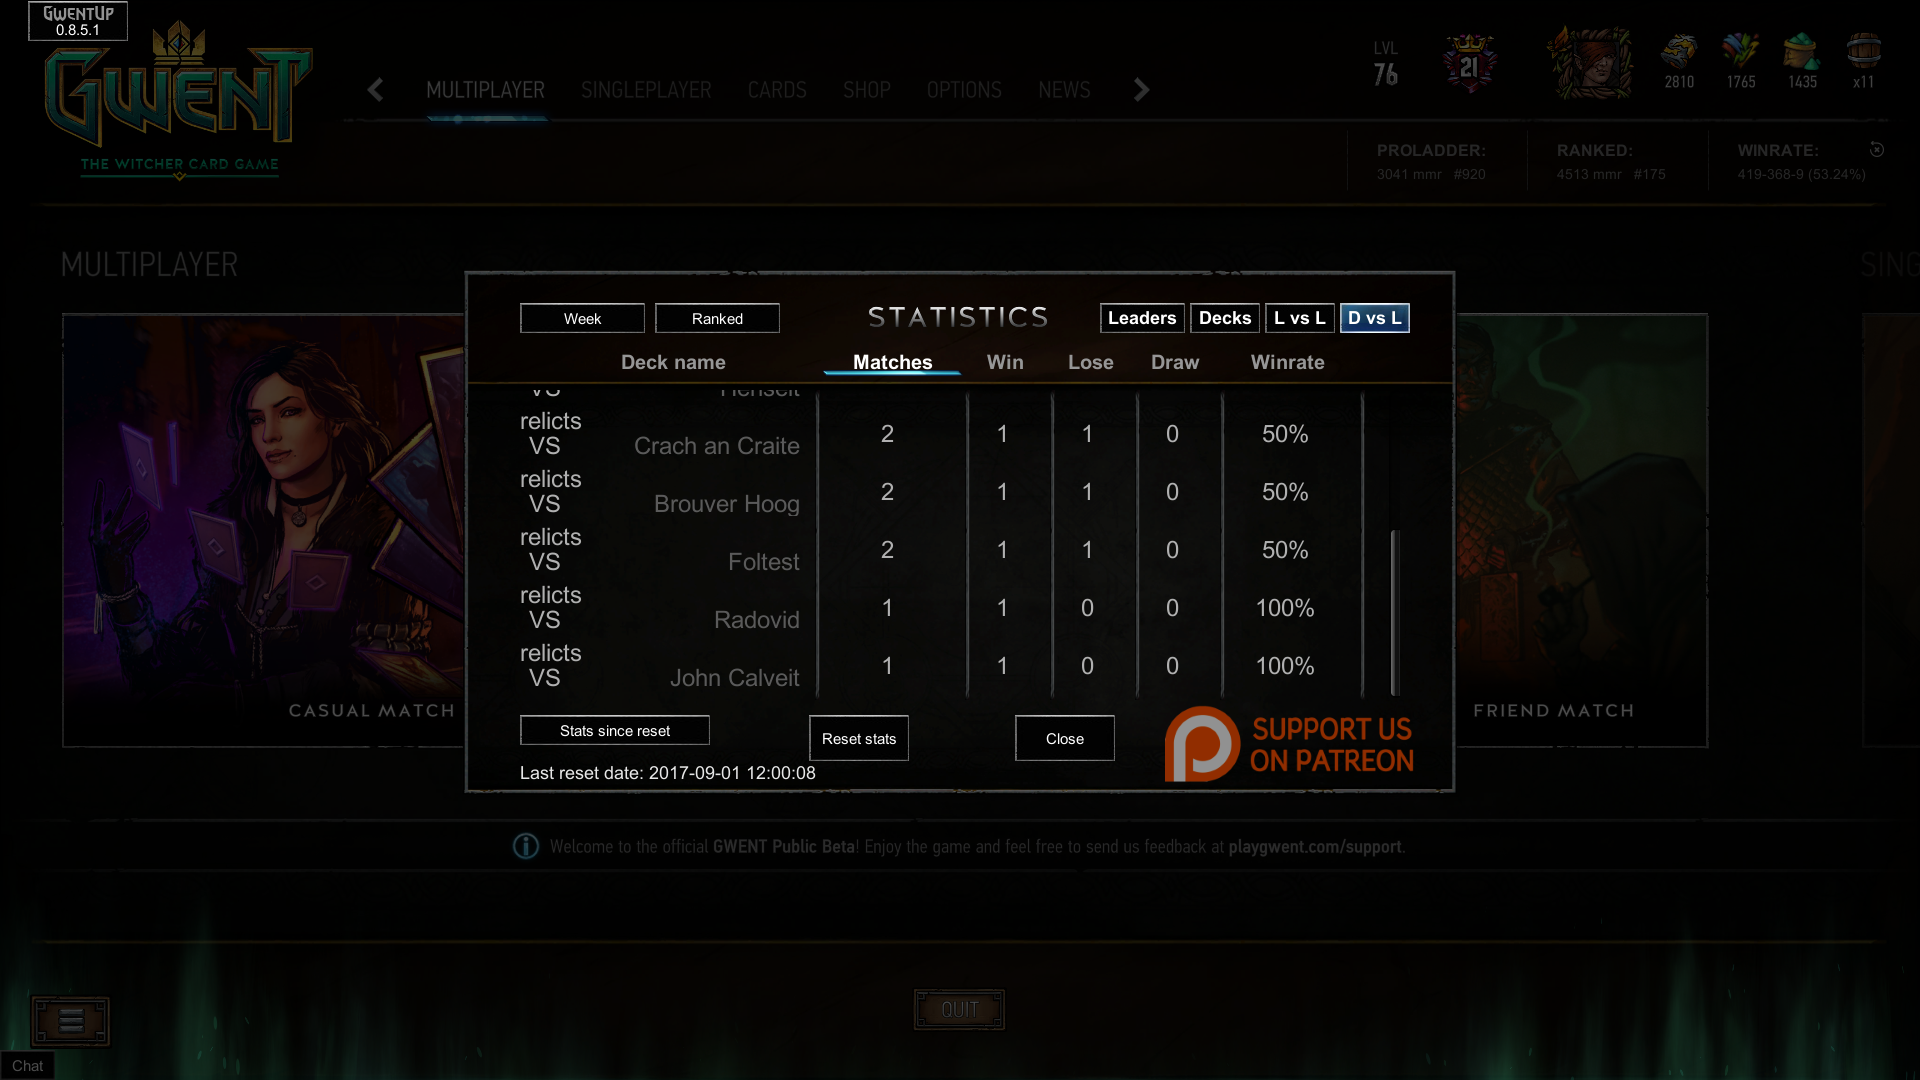 GWENTUP
0.8.5.1
GWENT
THE WITCHER CARD GAME
MULTIPLAYER SINGLEPLAYER CARDS SHOP OPTIONS NEWS
LVL
76
21
2810 1765 1435 x11
PROLADDER: RANKED: WINRATE:
3041 mmr #920 4513 mmr #175 419-368-9 (53.24%)
MULTIPLAYER
SING
Week Ranked STATISTICS Leaders Decks L vs L D vs L
Deck name Matches Win Lose Draw Winrate
VS Henselt
relicts
VS Crach an Craite 2 1 1 0 50%
relicts
VS Brouver Hoog 2 1 1 0 50%
relicts
VS Foltest 2 1 1 0 50%
relicts
VS Radovid 1 1 0 0 100%
relicts
VS John Calveit 1 1 0 0 100%
CASUAL MATCH
FRIEND MATCH
Stats since reset Reset stats Close SUPPORT US
ON PATREON
Last reset date: 2017-09-01 12:00:08
Welcome to the official GWENT Public Beta! Enjoy the game and feel free to send us feedback at playgwent.com/support.
QUIT
Chat